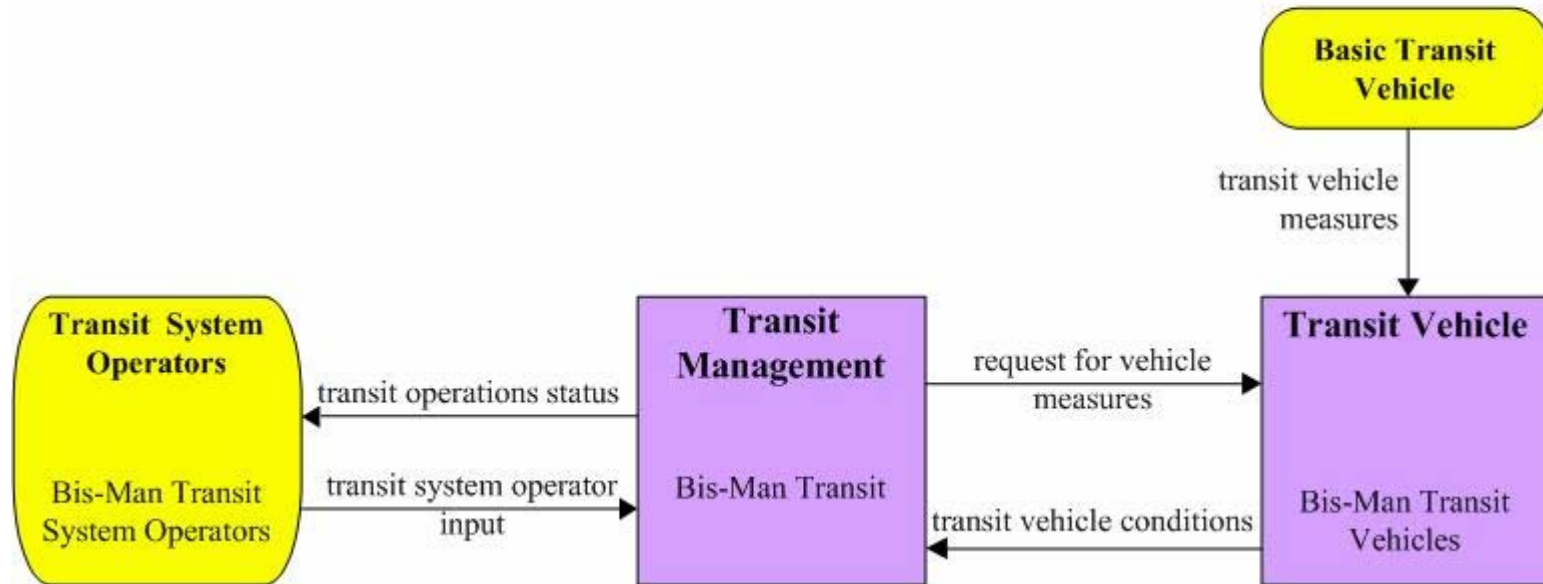 Basic Transit
Vehicle
transit vehicle
measures
Transit System
Operators
Bis-Man Transit
System Operators
transit operations status
transit system operator
input
Transit
Management
Bis-Man Transit
request for vehicle
measures
transit vehicle conditions
Transit Vehicle
Bis-Man Transit
Vehicles